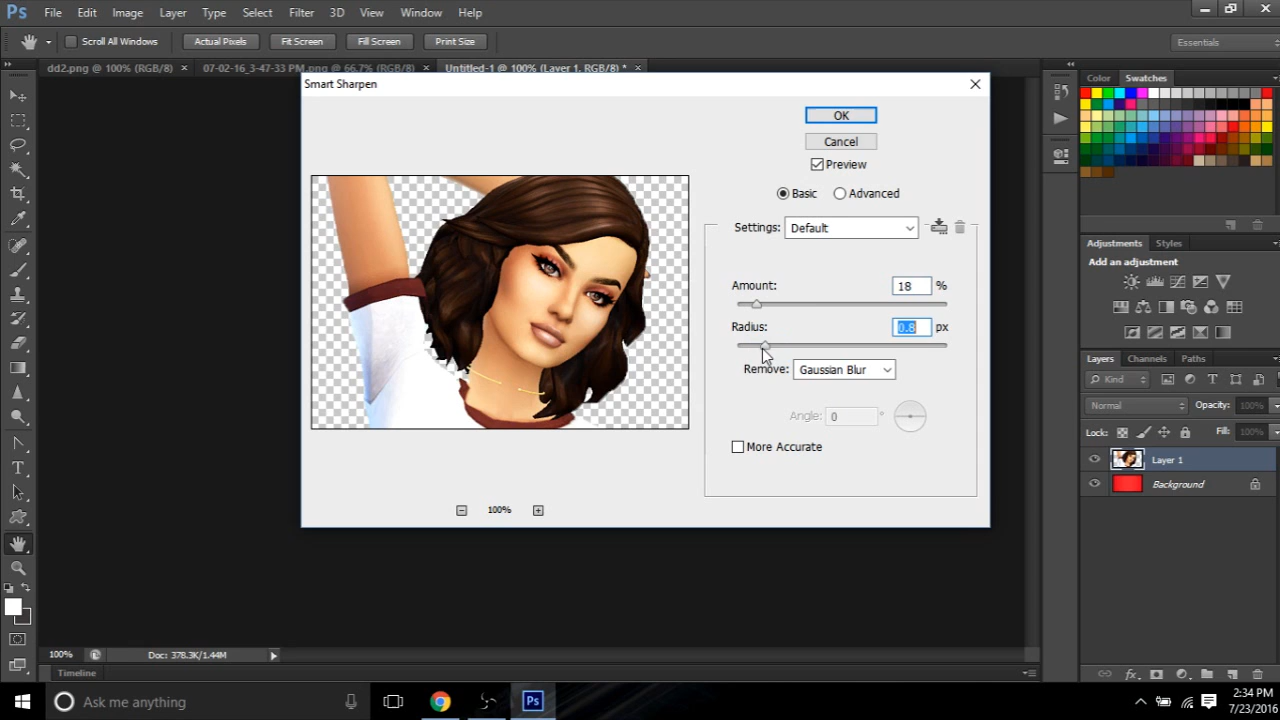 Ps File Edit Image Layer Type Select Filter 3D View Window Help
Scroll All Windows Actual Pixels Fit Screen Fill Screen Print Size Essentials
dd2.png @ 100% (RGB/8) × 07-02-16_3-47-33 PM.png @ 66.7% (RGB/8) × Untitled-1 @ 100% (Layer 1, RGB/8) * ×
Smart Sharpen
OK
Cancel
Preview
Basic Advanced
Settings: Default
Amount: 18 %
Radius: 0.8 px
Remove: Gaussian Blur
Angle: 0 °
More Accurate
100%
Color Swatches
Adjustments Styles
Add an adjustment
Layers Channels Paths
Kind
Normal Opacity: 100%
Lock: Fill: 100%
Layer 1
Background
100% Doc: 378.3K/1.44M
Timeline
Ask me anything
Ps
2:34 PM
7/23/2016